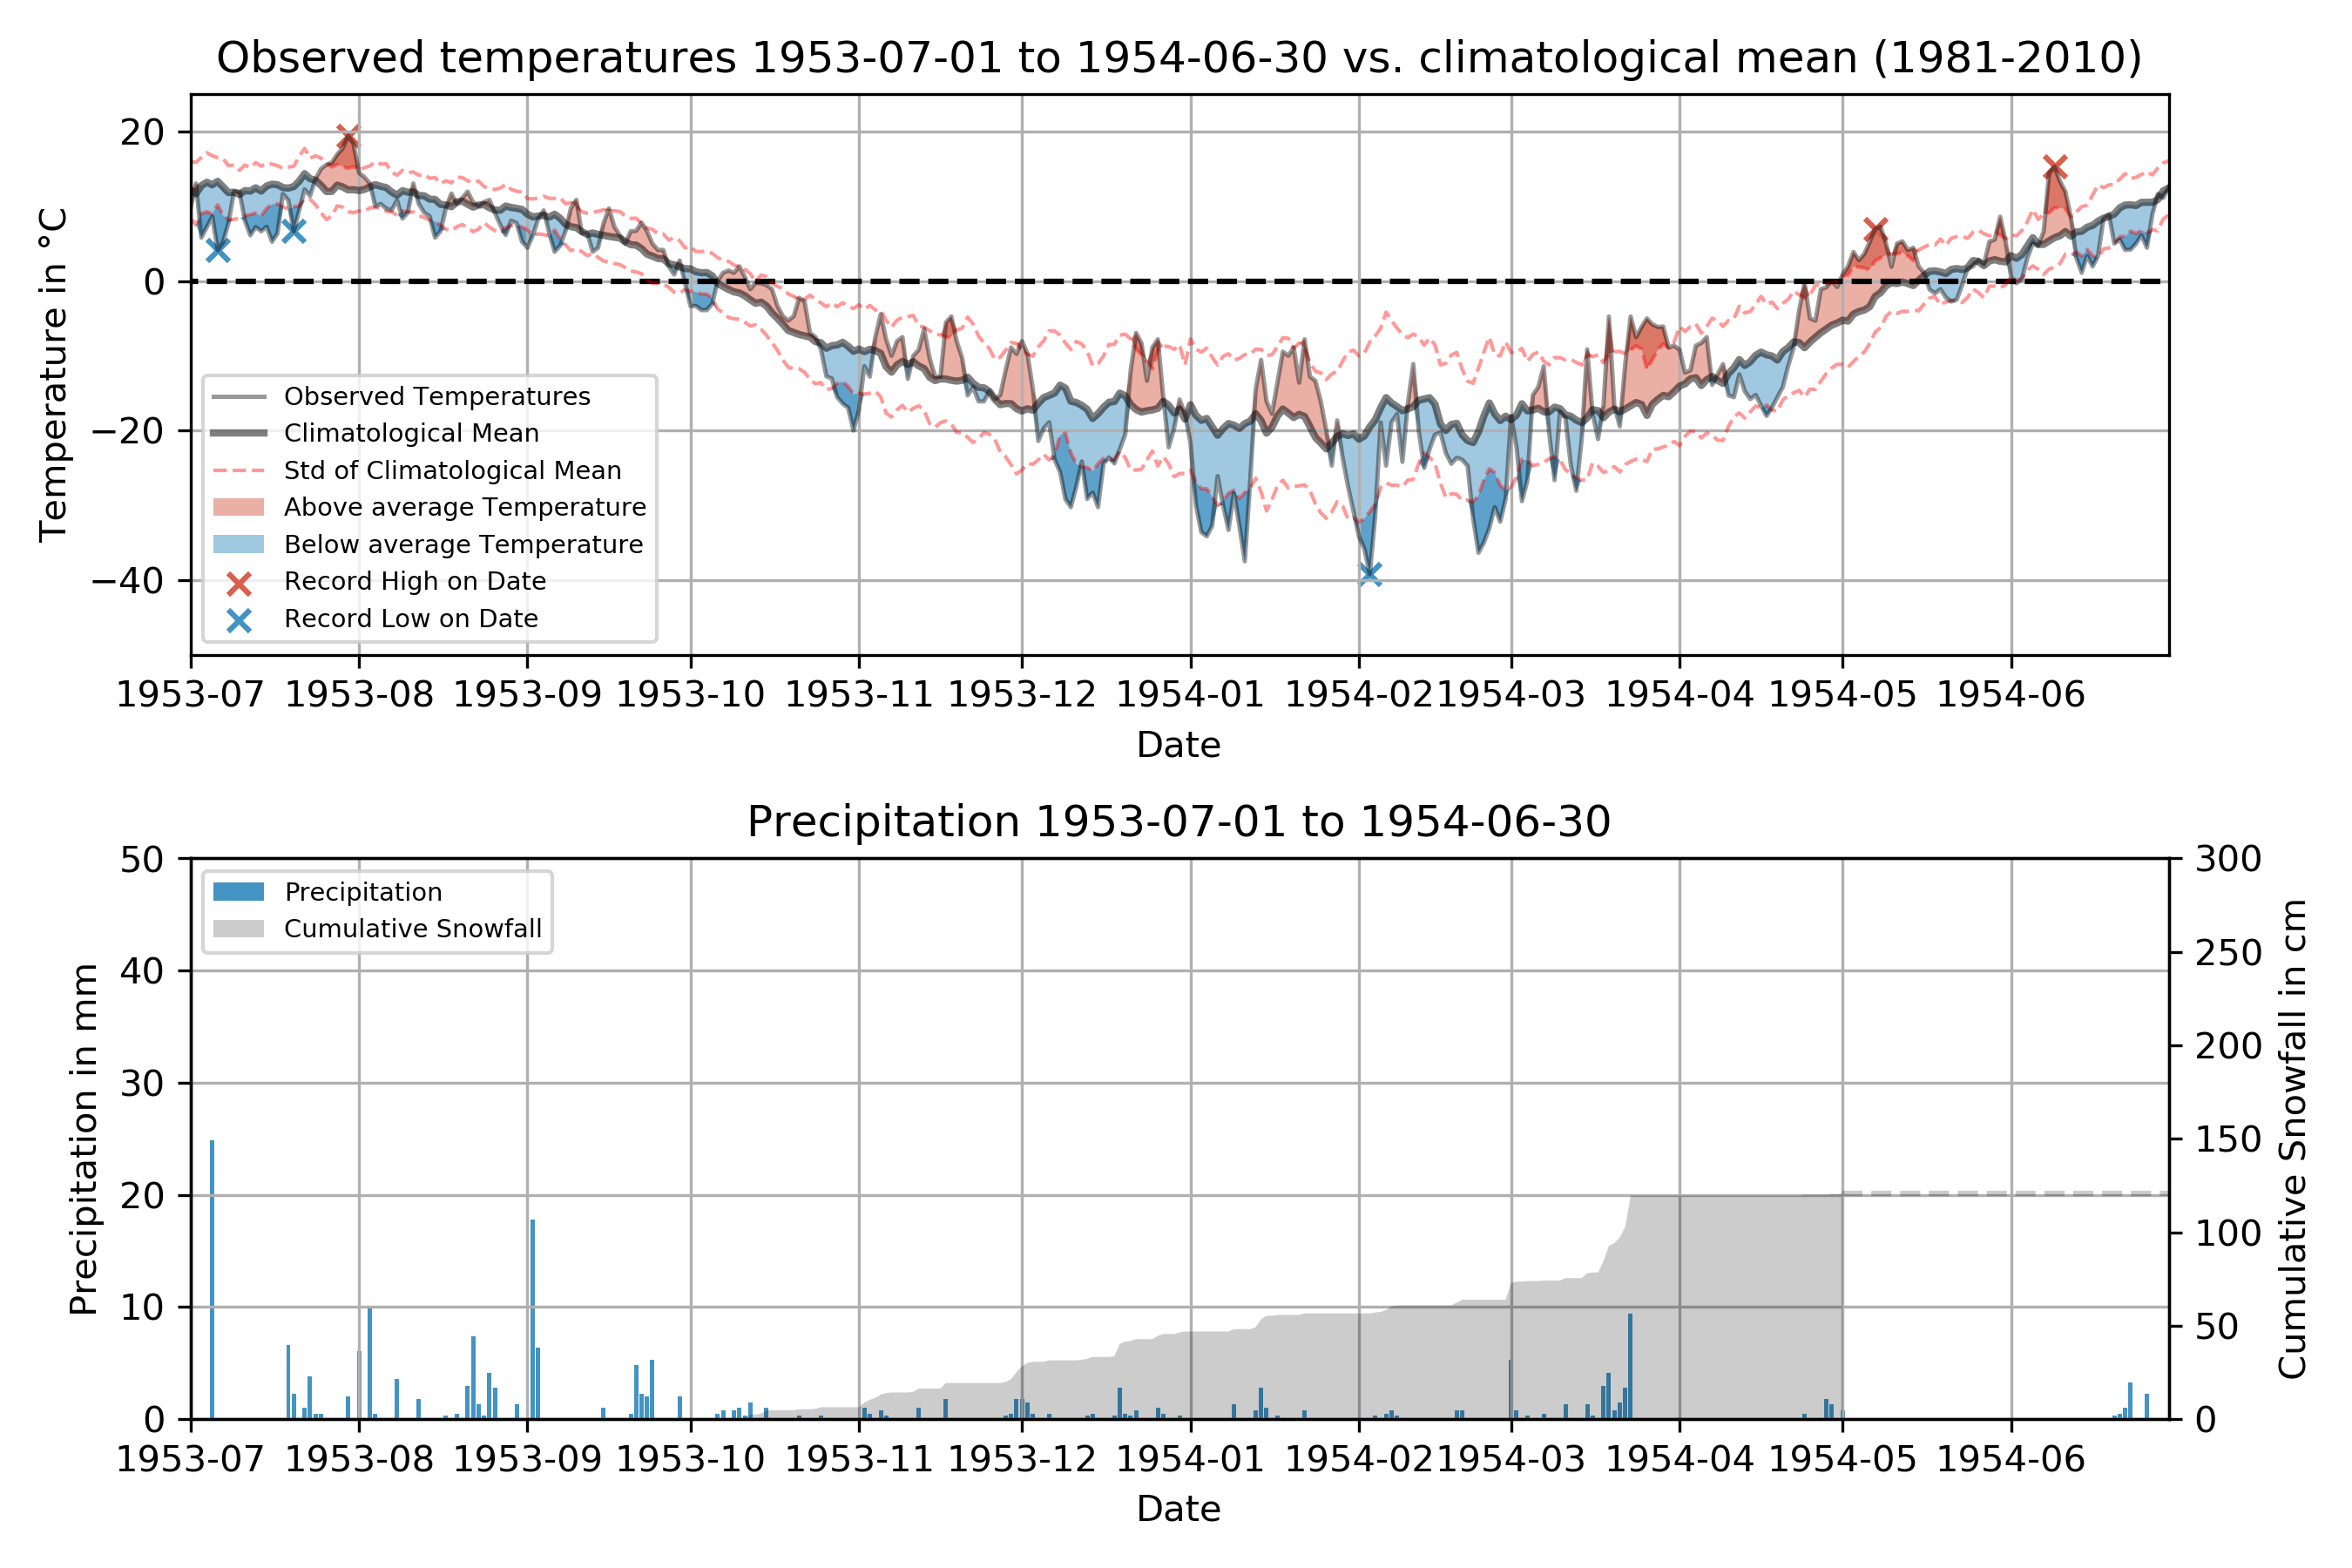 Observed temperatures 1953-07-01 to 1954-06-30 vs. climatological mean (1981-2010)
Temperature in °C
20
0
−20
−40
Observed Temperatures
Climatological Mean
Std of Climatological Mean
Above average Temperature
Below average Temperature
Record High on Date
Record Low on Date
1953-07 1953-08 1953-09 1953-10 1953-11 1953-12 1954-01 1954-02 1954-03 1954-04 1954-05 1954-06
Date
Precipitation 1953-07-01 to 1954-06-30
Precipitation in mm
50
40
30
20
10
0
Precipitation
Cumulative Snowfall
300
250
200
150
100
50
0
Cumulative Snowfall in cm
1953-07 1953-08 1953-09 1953-10 1953-11 1953-12 1954-01 1954-02 1954-03 1954-04 1954-05 1954-06
Date